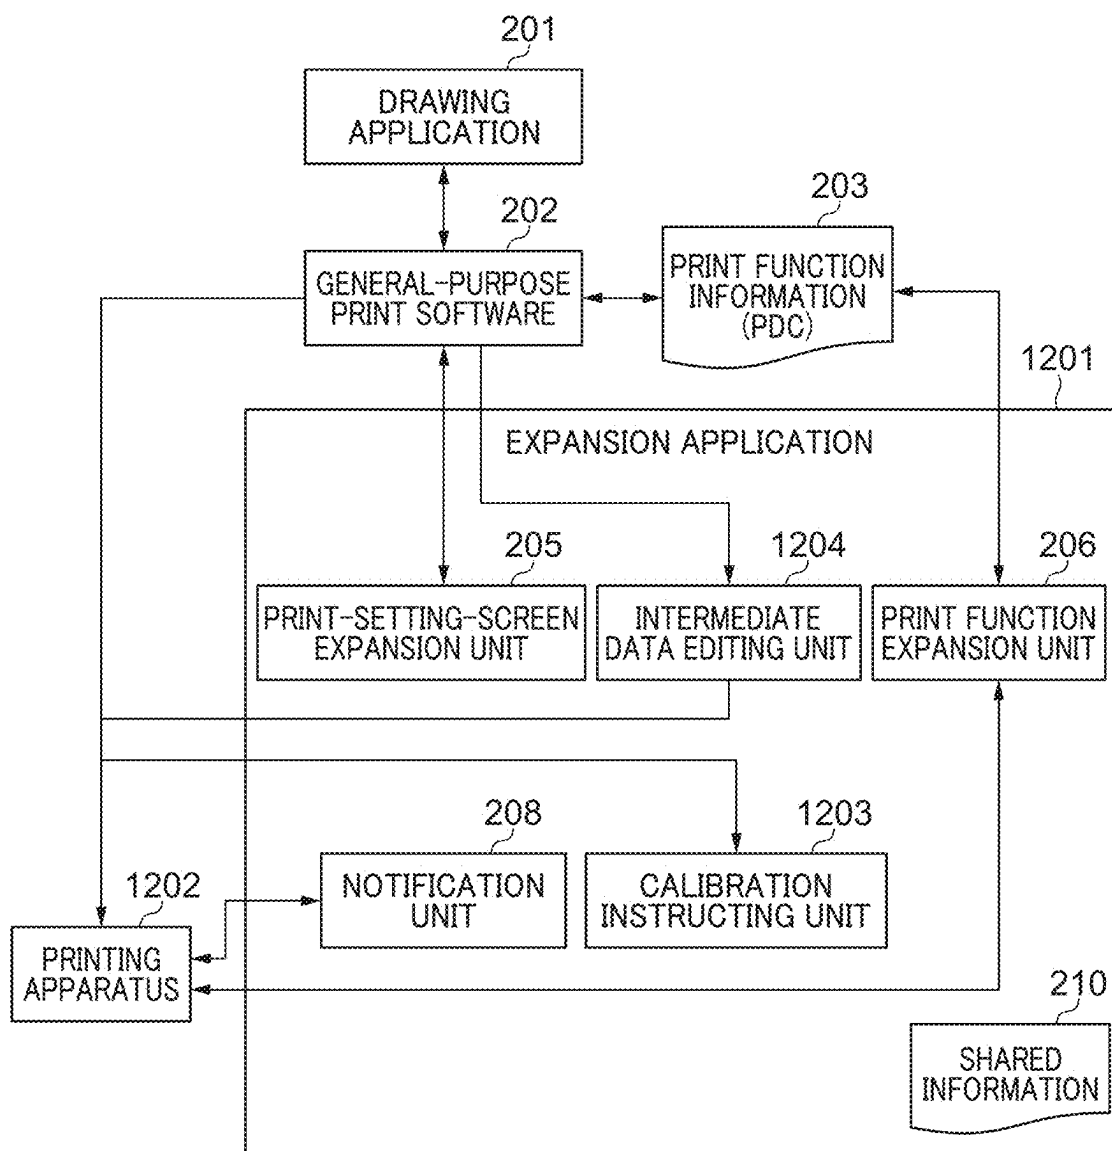 201
DRAWING
APPLICATION
202
GENERAL-PURPOSE
PRINT SOFTWARE
203
PRINT FUNCTION
INFORMATION
(PDC)
1201
EXPANSION APPLICATION
205
PRINT-SETTING-SCREEN
EXPANSION UNIT
1204
INTERMEDIATE
DATA EDITING UNIT
206
PRINT FUNCTION
EXPANSION UNIT
208
NOTIFICATION
UNIT
1203
CALIBRATION
INSTRUCTING UNIT
1202
PRINTING
APPARATUS
210
SHARED
INFORMATION